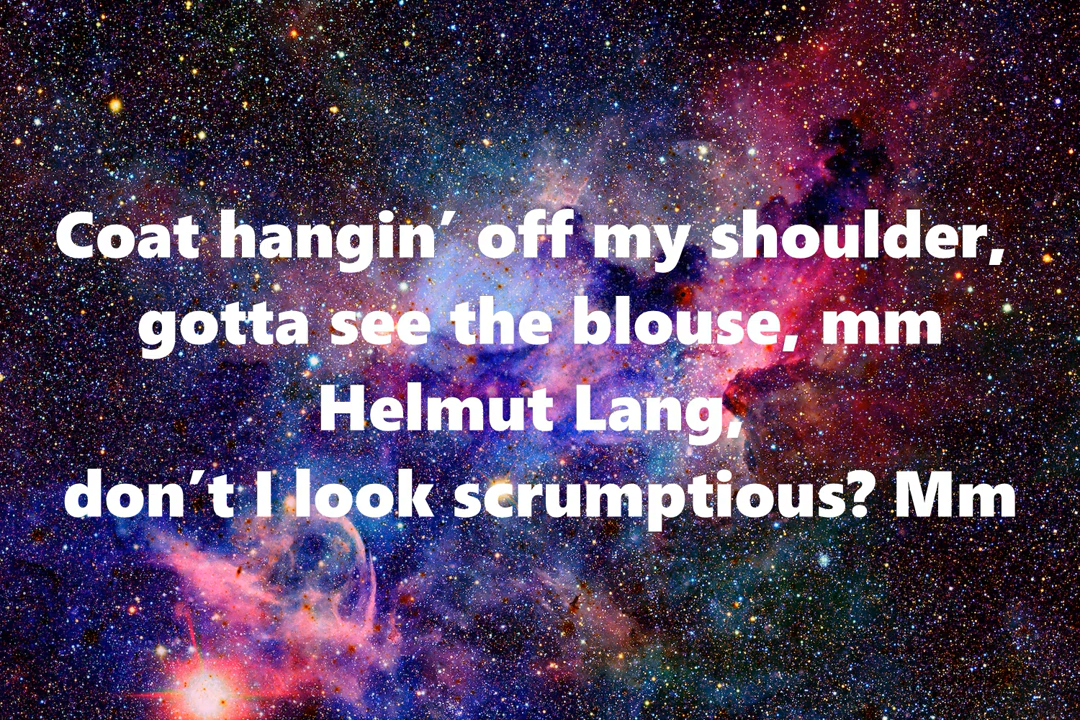 Coat hangin’ off my shoulder,
gotta see the blouse, mm
Helmut Lang,
don’t I look scrumptious? Mm